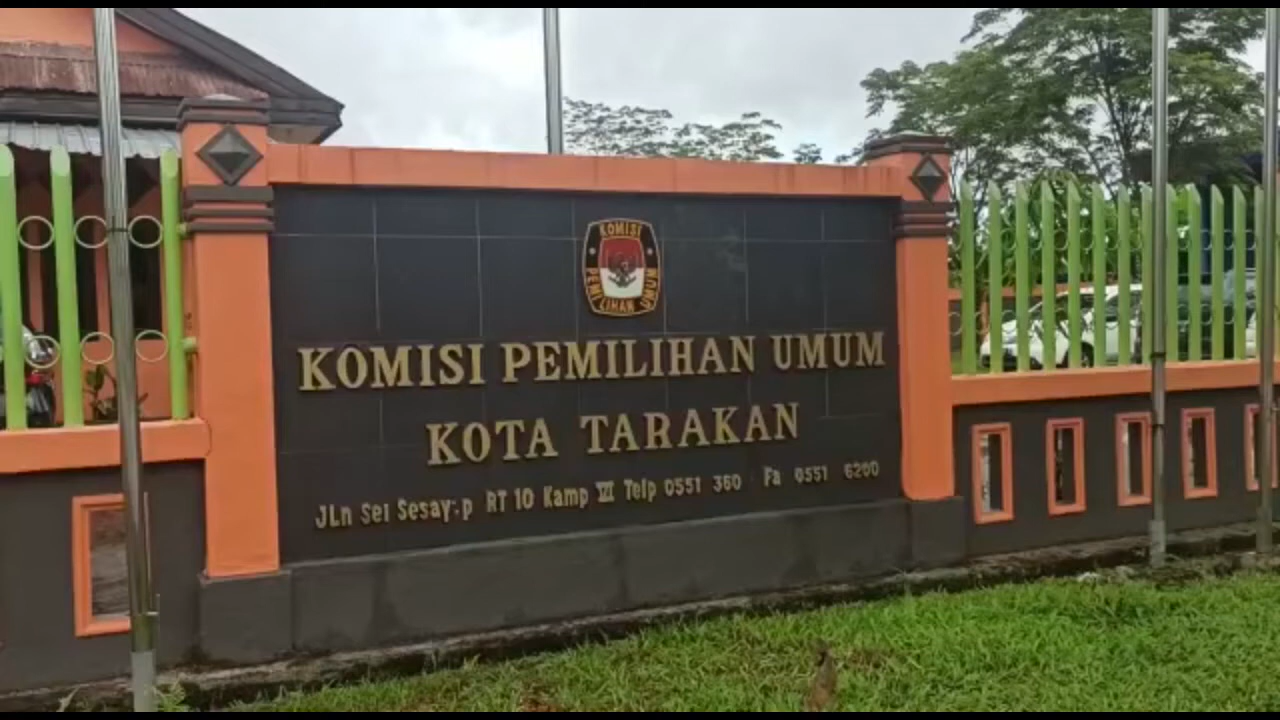 KOMISI
PEMILIHAN UMUM
KOMISI PEMILIHAN UMUM
KOTA TARAKAN
JLn Sei Sesay:p RT 10 Kamp VI Telp 0551 360 Fa 0551 6200